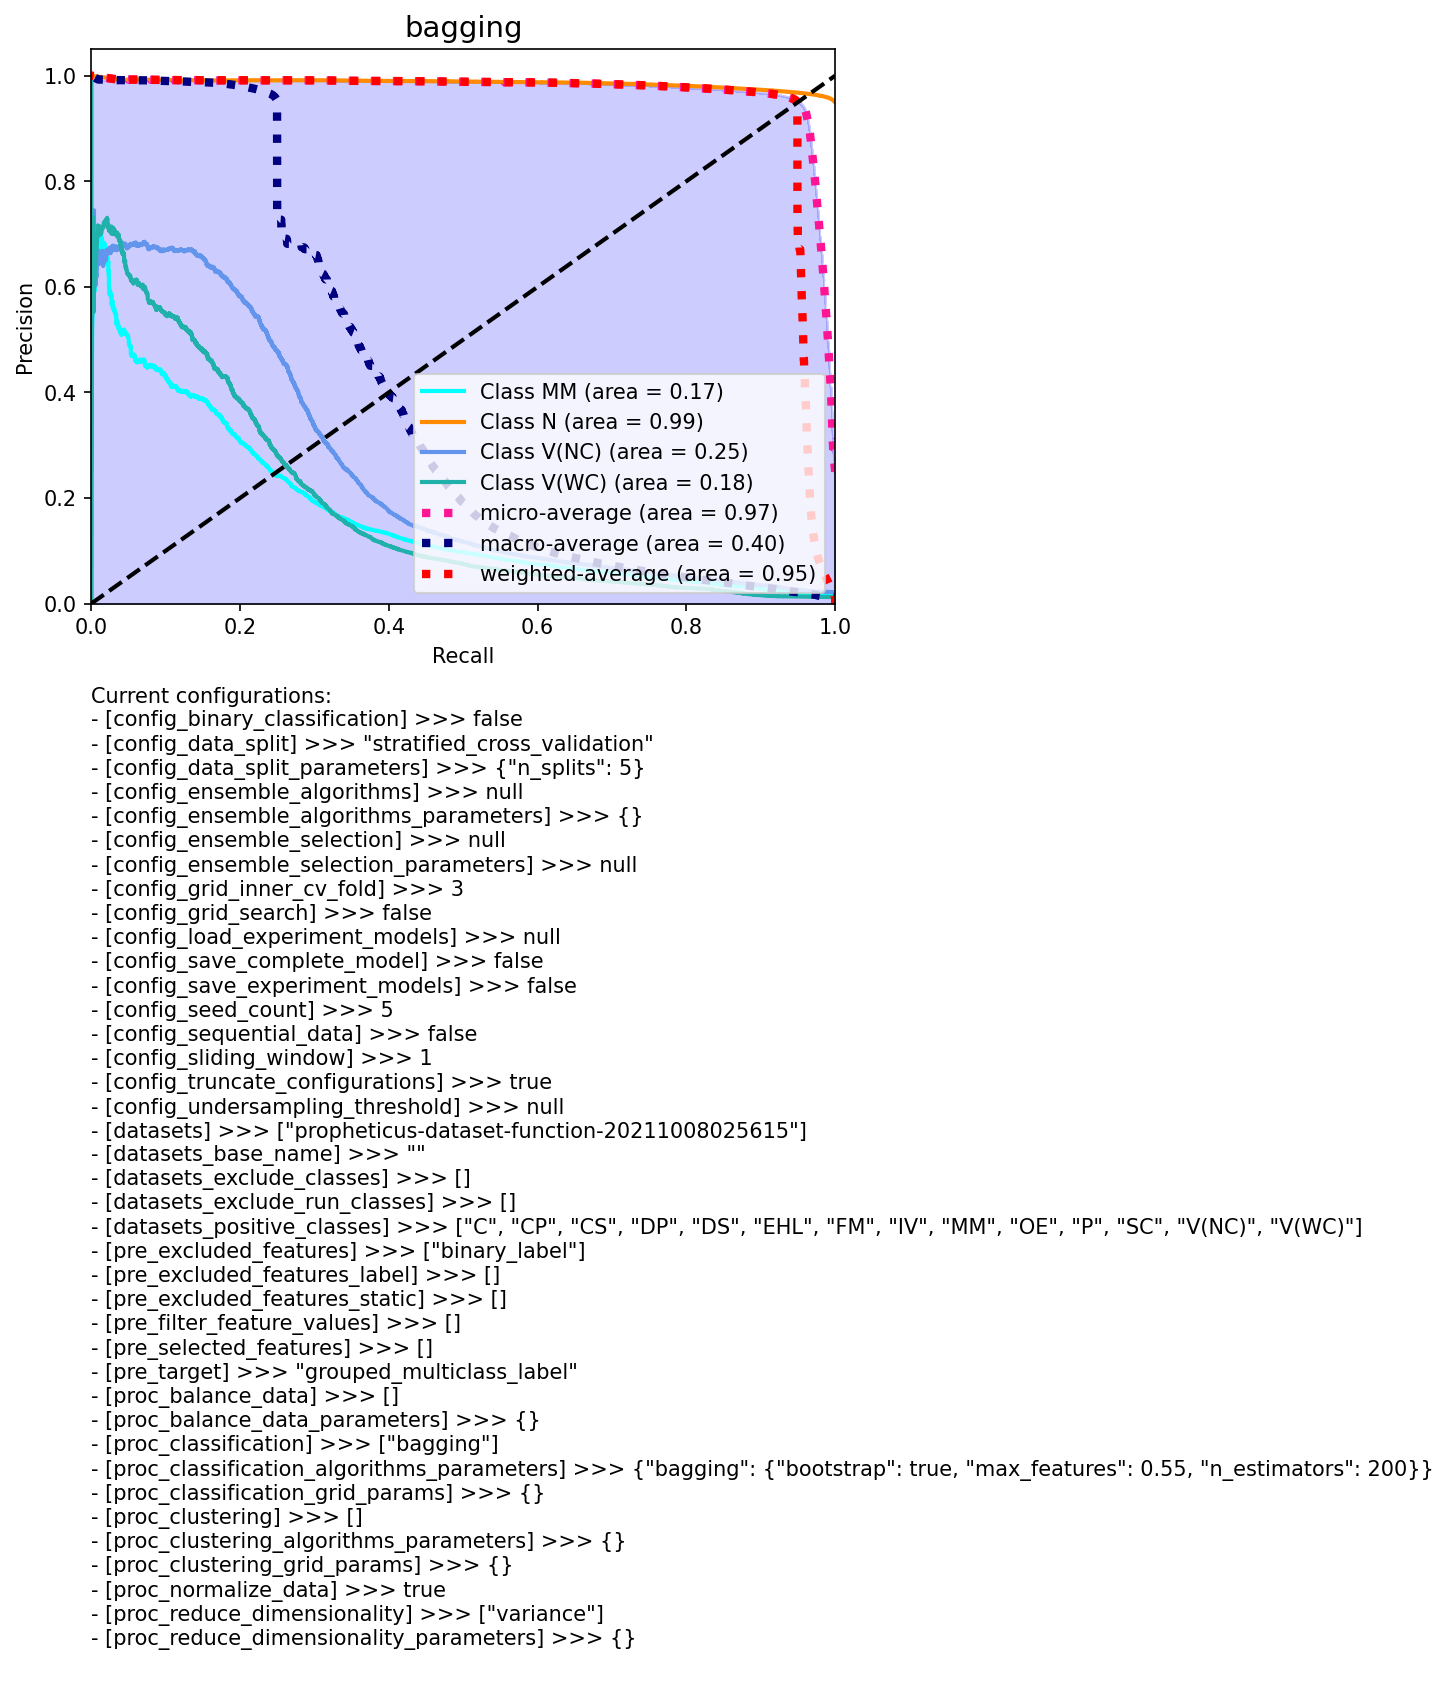 bagging
1.0
0.8
0.6
0.4
0.2
0.0
Precision
Class MM (area = 0.17)
Class N (area = 0.99)
Class V(NC) (area = 0.25)
Class V(WC) (area = 0.18)
micro-average (area = 0.97)
macro-average (area = 0.40)
weighted-average (area = 0.95)
0.0 0.2 0.4 0.6 0.8 1.0
Recall
Current configurations:
- [config_binary_classification] >>> false
- [config_data_split] >>> "stratified_cross_validation"
- [config_data_split_parameters] >>> {"n_splits": 5}
- [config_ensemble_algorithms] >>> null
- [config_ensemble_algorithms_parameters] >>> {}
- [config_ensemble_selection] >>> null
- [config_ensemble_selection_parameters] >>> null
- [config_grid_inner_cv_fold] >>> 3
- [config_grid_search] >>> false
- [config_load_experiment_models] >>> null
- [config_save_complete_model] >>> false
- [config_save_experiment_models] >>> false
- [config_seed_count] >>> 5
- [config_sequential_data] >>> false
- [config_sliding_window] >>> 1
- [config_truncate_configurations] >>> true
- [config_undersampling_threshold] >>> null
- [datasets] >>> ["propheticus-dataset-function-20211008025615"]
- [datasets_base_name] >>> ""
- [datasets_exclude_classes] >>> []
- [datasets_exclude_run_classes] >>> []
- [datasets_positive_classes] >>> ["C", "CP", "CS", "DP", "DS", "EHL", "FM", "IV", "MM", "OE", "P", "SC", "V(NC)", "V(WC)"]
- [pre_excluded_features] >>> ["binary_label"]
- [pre_excluded_features_label] >>> []
- [pre_excluded_features_static] >>> []
- [pre_filter_feature_values] >>> []
- [pre_selected_features] >>> []
- [pre_target] >>> "grouped_multiclass_label"
- [proc_balance_data] >>> []
- [proc_balance_data_parameters] >>> {}
- [proc_classification] >>> ["bagging"]
- [proc_classification_algorithms_parameters] >>> {"bagging": {"bootstrap": true, "max_features": 0.55, "n_estimators": 200}}
- [proc_classification_grid_params] >>> {}
- [proc_clustering] >>> []
- [proc_clustering_algorithms_parameters] >>> {}
- [proc_clustering_grid_params] >>> {}
- [proc_normalize_data] >>> true
- [proc_reduce_dimensionality] >>> ["variance"]
- [proc_reduce_dimensionality_parameters] >>> {}